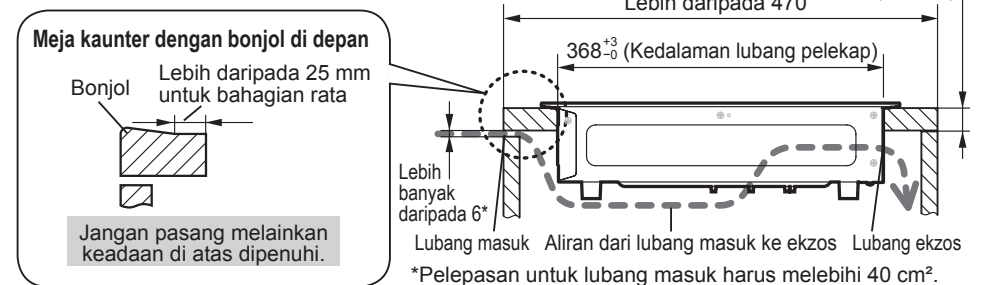 Lebih daripada 470
Meja kaunter dengan bonjol di depan
Bonjol
Lebih daripada 25 mm
untuk bahagian rata
Jangan pasang melainkan
keadaan di atas dipenuhi.
368+3-0 (Kedalaman lubang pelekap)
Lebih
banyak
daripada 6*
Lubang masuk
Aliran dari lubang masuk ke ekzos
Lubang ekzos
*Pelepasan untuk lubang masuk harus melebihi 40 cm².